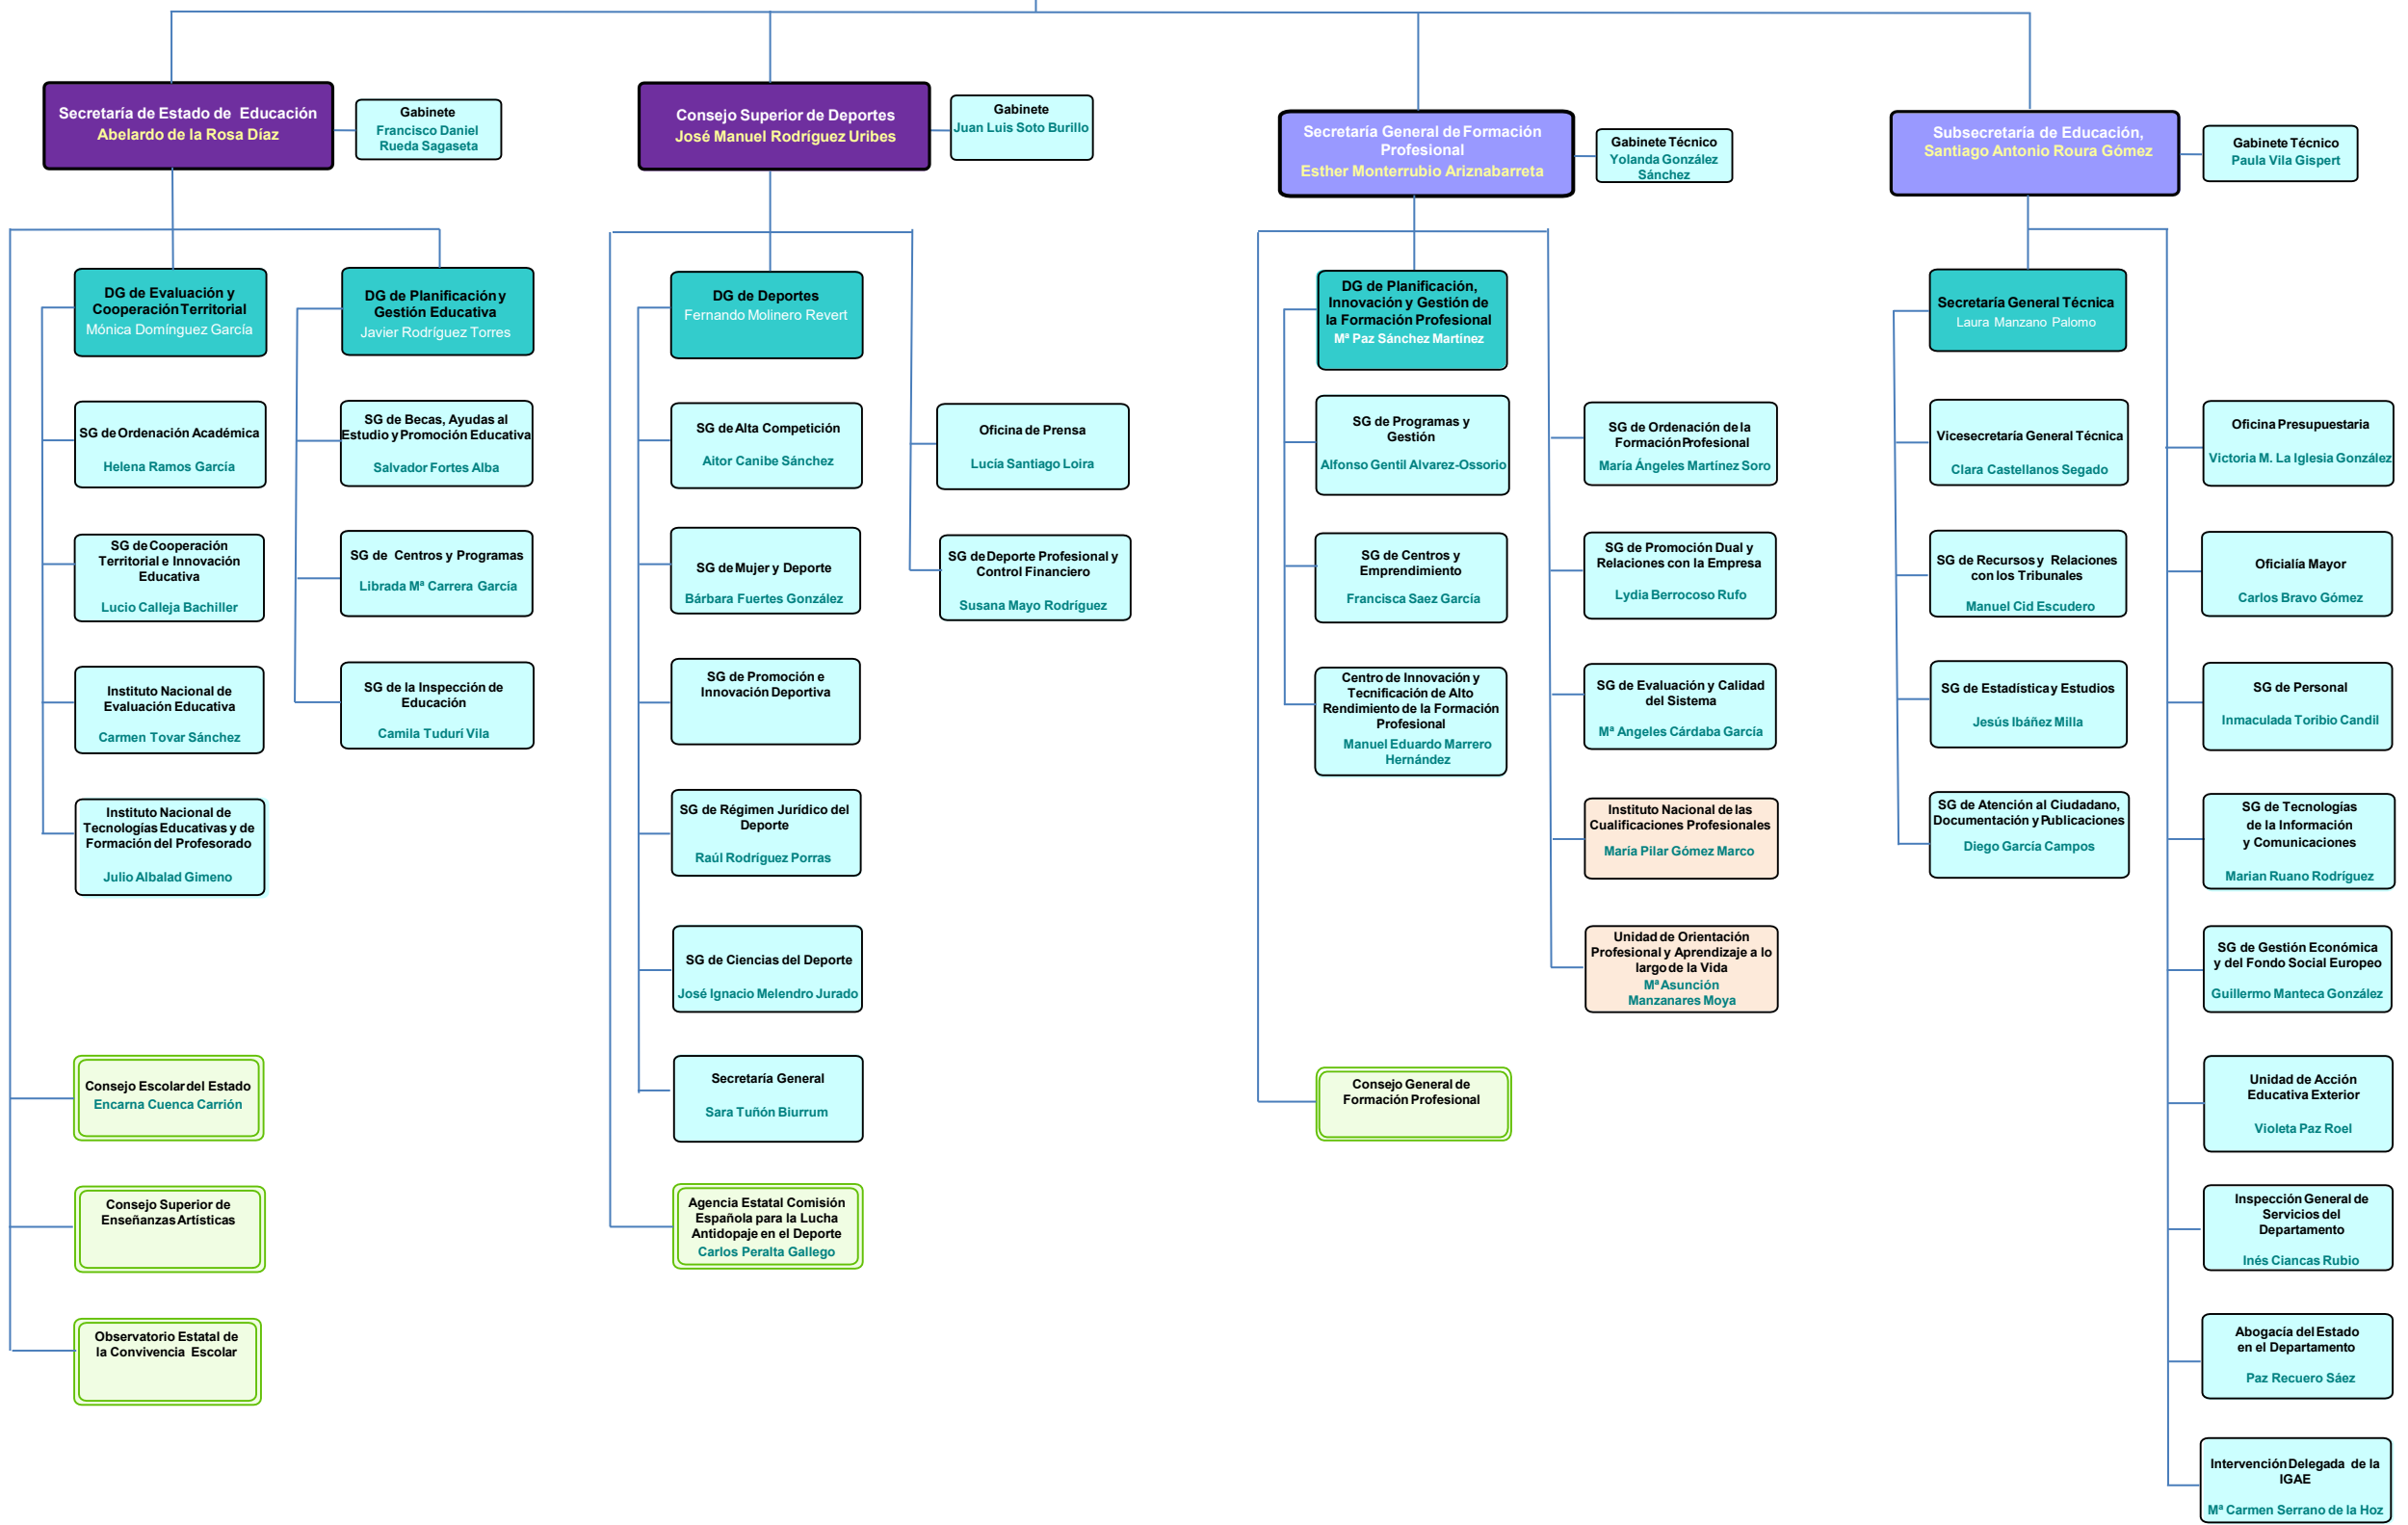 Secretaría de Estado de Educación
Abelardo de la Rosa Díaz
Gabinete
Francisco Daniel
Rueda Sagaseta
Consejo Superior de Deportes
José Manuel Rodríguez Uribes
Gabinete
Juan Luis Soto Burillo
Secretaría General de Formación
Profesional
Esther Monterrubio Ariznabarreta
Gabinete Técnico
Yolanda González
Sánchez
Subsecretaría de Educación,
Santiago Antonio Roura Gómez
Gabinete Técnico
Paula Vila Gispert
DG de Evaluación y
Cooperación Territorial
Mónica Domínguez García
DG de Planificación y
Gestión Educativa
Javier Rodríguez Torres
SG de Ordenación Académica
Helena Ramos García
SG de Becas, Ayudas al
Estudio y Promoción Educativa
Salvador Fortes Alba
SG de Cooperación
Territorial e Innovación
Educativa
Lucio Calleja Bachiller
SG de Centros y Programas
Librada Mª Carrera García
Instituto Nacional de
Evaluación Educativa
Carmen Tovar Sánchez
SG de la Inspección de
Educación
Camila Tudurí Vila
Instituto Nacional de
Tecnologías Educativas y de
Formación del Profesorado
Julio Albalad Gimeno
Consejo Escolar del Estado
Encarna Cuenca Carrión
Consejo Superior de
Enseñanzas Artísticas
Observatorio Estatal de
la Convivencia Escolar
DG de Deportes
Fernando Molinero Revert
SG de Alta Competición
Aitor Canibe Sánchez
Oficina de Prensa
Lucía Santiago Loira
SG de Mujer y Deporte
Bárbara Fuertes González
SG de Deporte Profesional y
Control Financiero
Susana Mayo Rodríguez
SG de Promoción e
Innovación Deportiva
SG de Régimen Jurídico del
Deporte
Raúl Rodríguez Porras
SG de Ciencias del Deporte
José Ignacio Melendro Jurado
Secretaría General
Sara Tuñón Biurrum
Agencia Estatal Comisión
Española para la Lucha
Antidopaje en el Deporte
Carlos Peralta Gallego
DG de Planificación,
Innovación y Gestión de
la Formación Profesional
Mª Paz Sánchez Martínez
SG de Programas y
Gestión
Alfonso Gentil Alvarez-Ossorio
SG de Ordenación de la
Formación Profesional
María Ángeles Martínez Soro
SG de Centros y
Emprendimiento
Francisca Saez García
SG de Promoción Dual y
Relaciones con la Empresa
Lydia Berrocoso Rufo
Centro de Innovación y
Tecnificación de Alto
Rendimiento de la Formación
Profesional
Manuel Eduardo Marrero
Hernández
SG de Evaluación y Calidad
del Sistema
Mª Angeles Cárdaba García
Instituto Nacional de las
Cualificaciones Profesionales
María Pilar Gómez Marco
Unidad de Orientación
Profesional y Aprendizaje a lo
largo de la Vida
Mª Asunción
Manzanares Moya
Consejo General de
Formación Profesional
Secretaría General Técnica
Laura Manzano Palomo
Vicesecretaría General Técnica
Clara Castellanos Segado
Oficina Presupuestaria
Victoria M. La Iglesia González
SG de Recursos y Relaciones
con los Tribunales
Manuel Cid Escudero
Oficialía Mayor
Carlos Bravo Gómez
SG de Estadística y Estudios
Jesús Ibáñez Milla
SG de Personal
Inmaculada Toribio Candil
SG de Atención al Ciudadano,
Documentación y Publicaciones
Diego García Campos
SG de Tecnologías
de la Información
y Comunicaciones
Marian Ruano Rodríguez
SG de Gestión Económica
y del Fondo Social Europeo
Guillermo Manteca González
Unidad de Acción
Educativa Exterior
Violeta Paz Roel
Inspección General de
Servicios del
Departamento
Inés Ciancas Rubio
Abogacía del Estado
en el Departamento
Paz Recuero Sáez
Intervención Delegada de la
IGAE
Mª Carmen Serrano de la Hoz